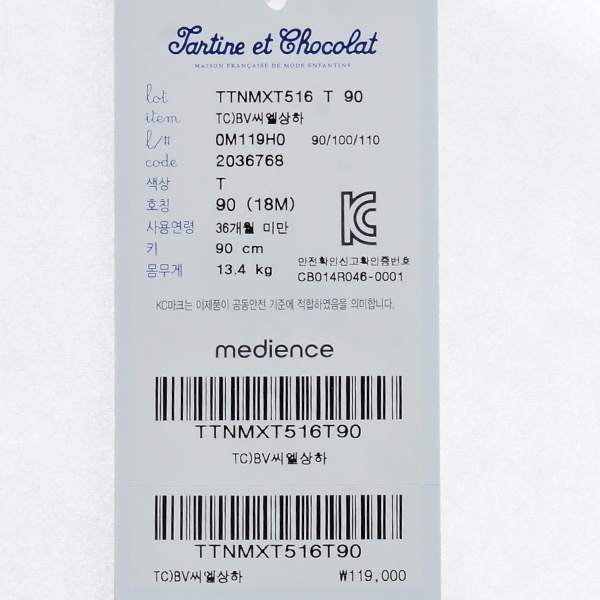 Tartine et Chocolat
MAISON FRANÇAISE DE MODE ENFANTINE
lot TTNMXT516 T 90
item TC)BV씨엘상하
l/# 0M119H0 90/100/110
code 2036768
색상 T
호칭 90 (18M)
사용연령 36개월 미만
키 90 cm
몸무게 13.4 kg
안전확인신고확인증번호
CB014R046-0001
KC마크는 이제품이 공동안전 기준에 적합하였음을 의미합니다.
medience
TTNMXT516T90
TC)BV씨엘상하
TTNMXT516T90
TC)BV씨엘상하 ₩119,000